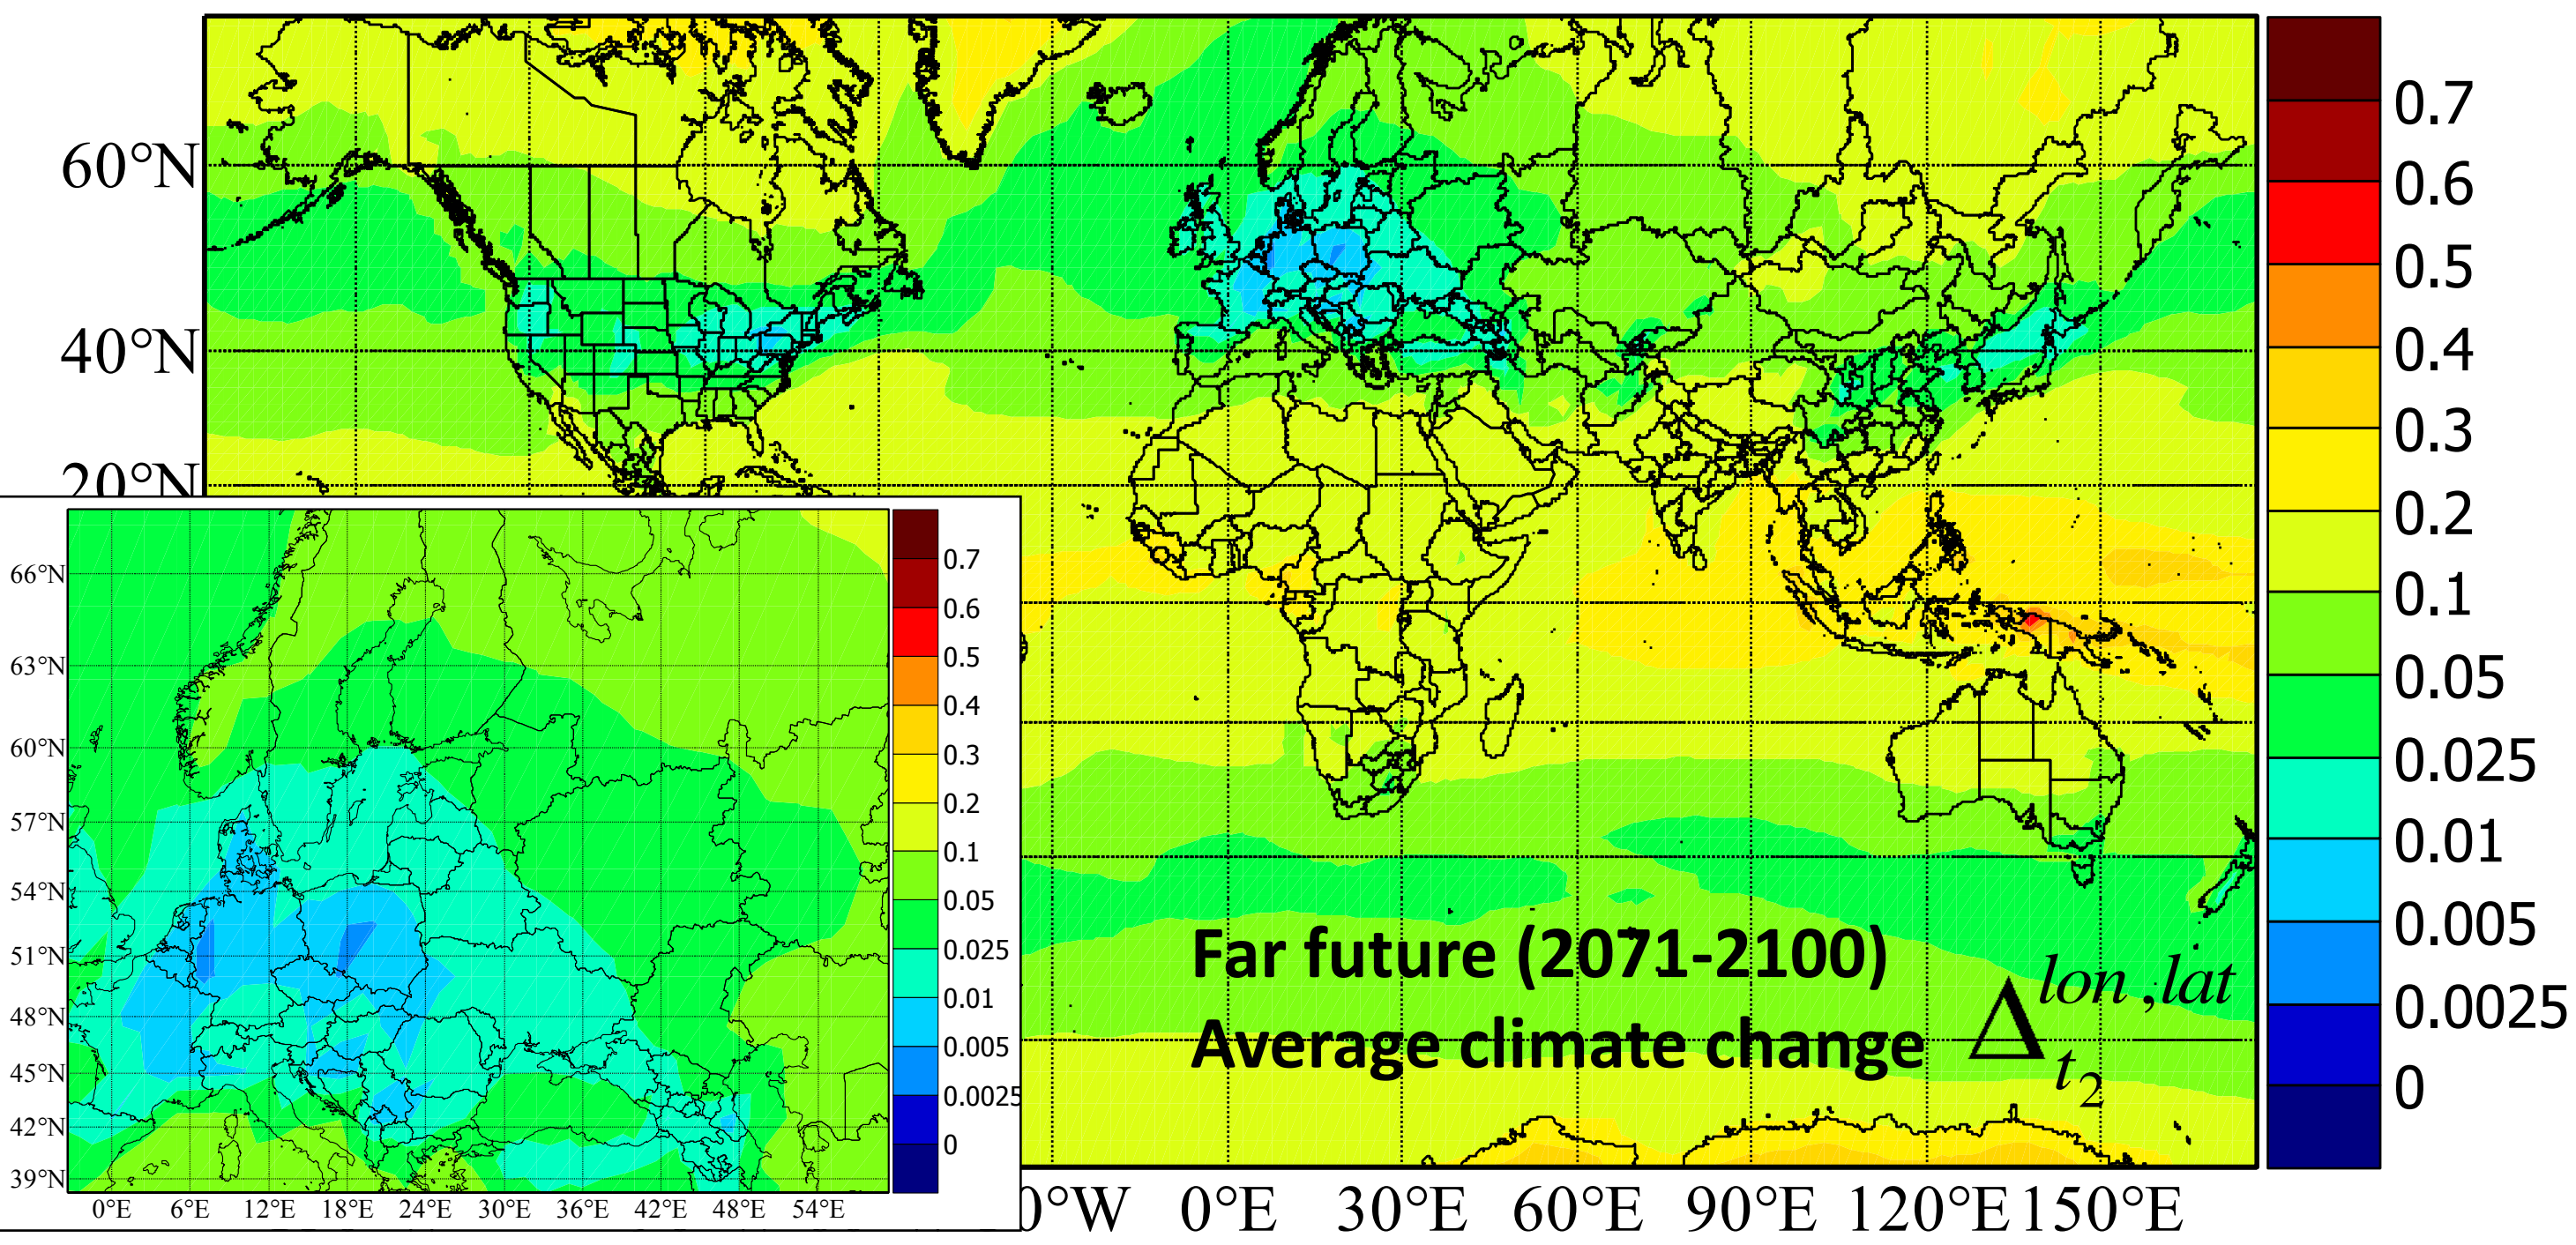 60°N
40°N
20°N
0.7
0.6
0.5
0.4
0.3
0.2
0.1
0.05
0.025
0.01
0.005
0.0025
0
66°N
63°N
60°N
57°N
54°N
51°N
48°N
45°N
42°N
39°N
0°E 6°E 12°E 18°E 24°E 30°E 36°E 42°E 48°E 54°E
0.7
0.6
0.5
0.4
0.3
0.2
0.1
0.05
0.025
0.01
0.005
0.0025
0
Far future (2071-2100)
Average climate change Δ lon,lat t2
0°W 0°E 30°E 60°E 90°E 120°E 150°E